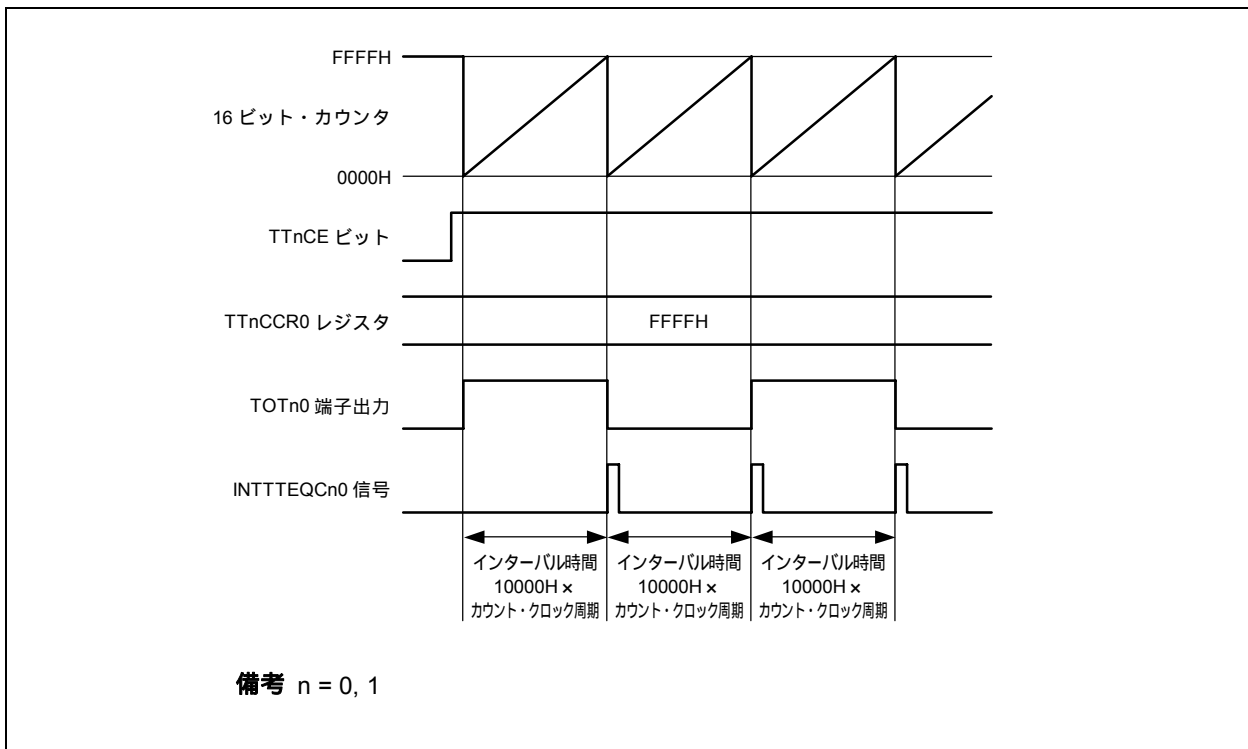 FFFFH
16 ビット・カウンタ
0000H
TTnCE ビット
TTnCCR0 レジスタ
FFFFH
TOTn0 端子出力
INTTTEQCn0 信号
インターバル時間
10000H ×
カウント・クロック周期
インターバル時間
10000H ×
カウント・クロック周期
インターバル時間
10000H ×
カウント・クロック周期
備考 n = 0, 1